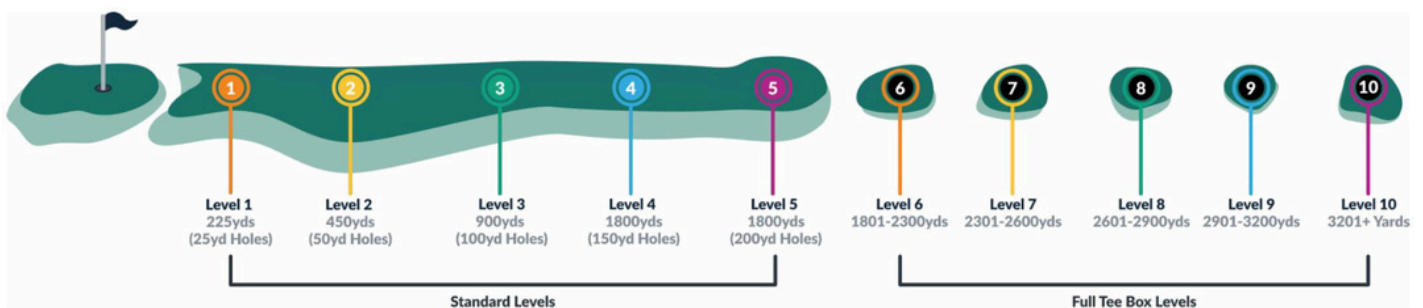 1
2
3
4
5
6
7
8
9
10
Level 1
225yds
(25yd Holes)
Level 2
450yds
(50yd Holes)
Level 3
900yds
(100yd Holes)
Level 4
1800yds
(150yd Holes)
Level 5
1800yds
(200yd Holes)
Level 6
1801-2300yds
Level 7
2301-2600yds
Level 8
2601-2900yds
Level 9
2901-3200yds
Level 10
3201+ Yards
Standard Levels
Full Tee Box Levels